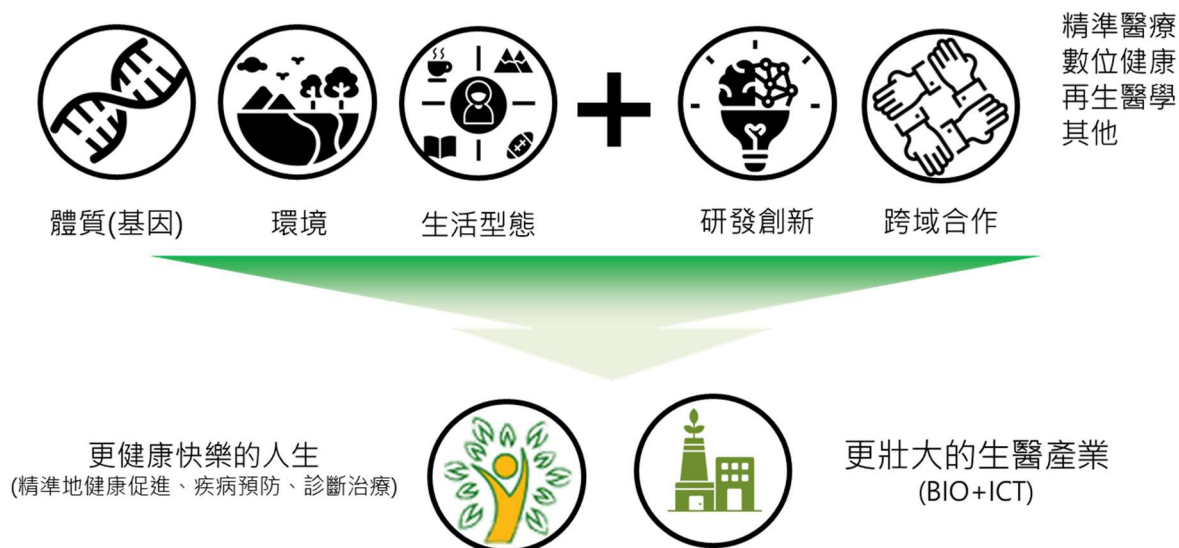 精準醫療
數位健康
再生醫學
其他
體質(基因)
環境
生活型態
研發創新
跨域合作
更健康快樂的人生
(精準地健康促進、疾病預防、診斷治療)
更壯大的生醫產業
(BIO+ICT)